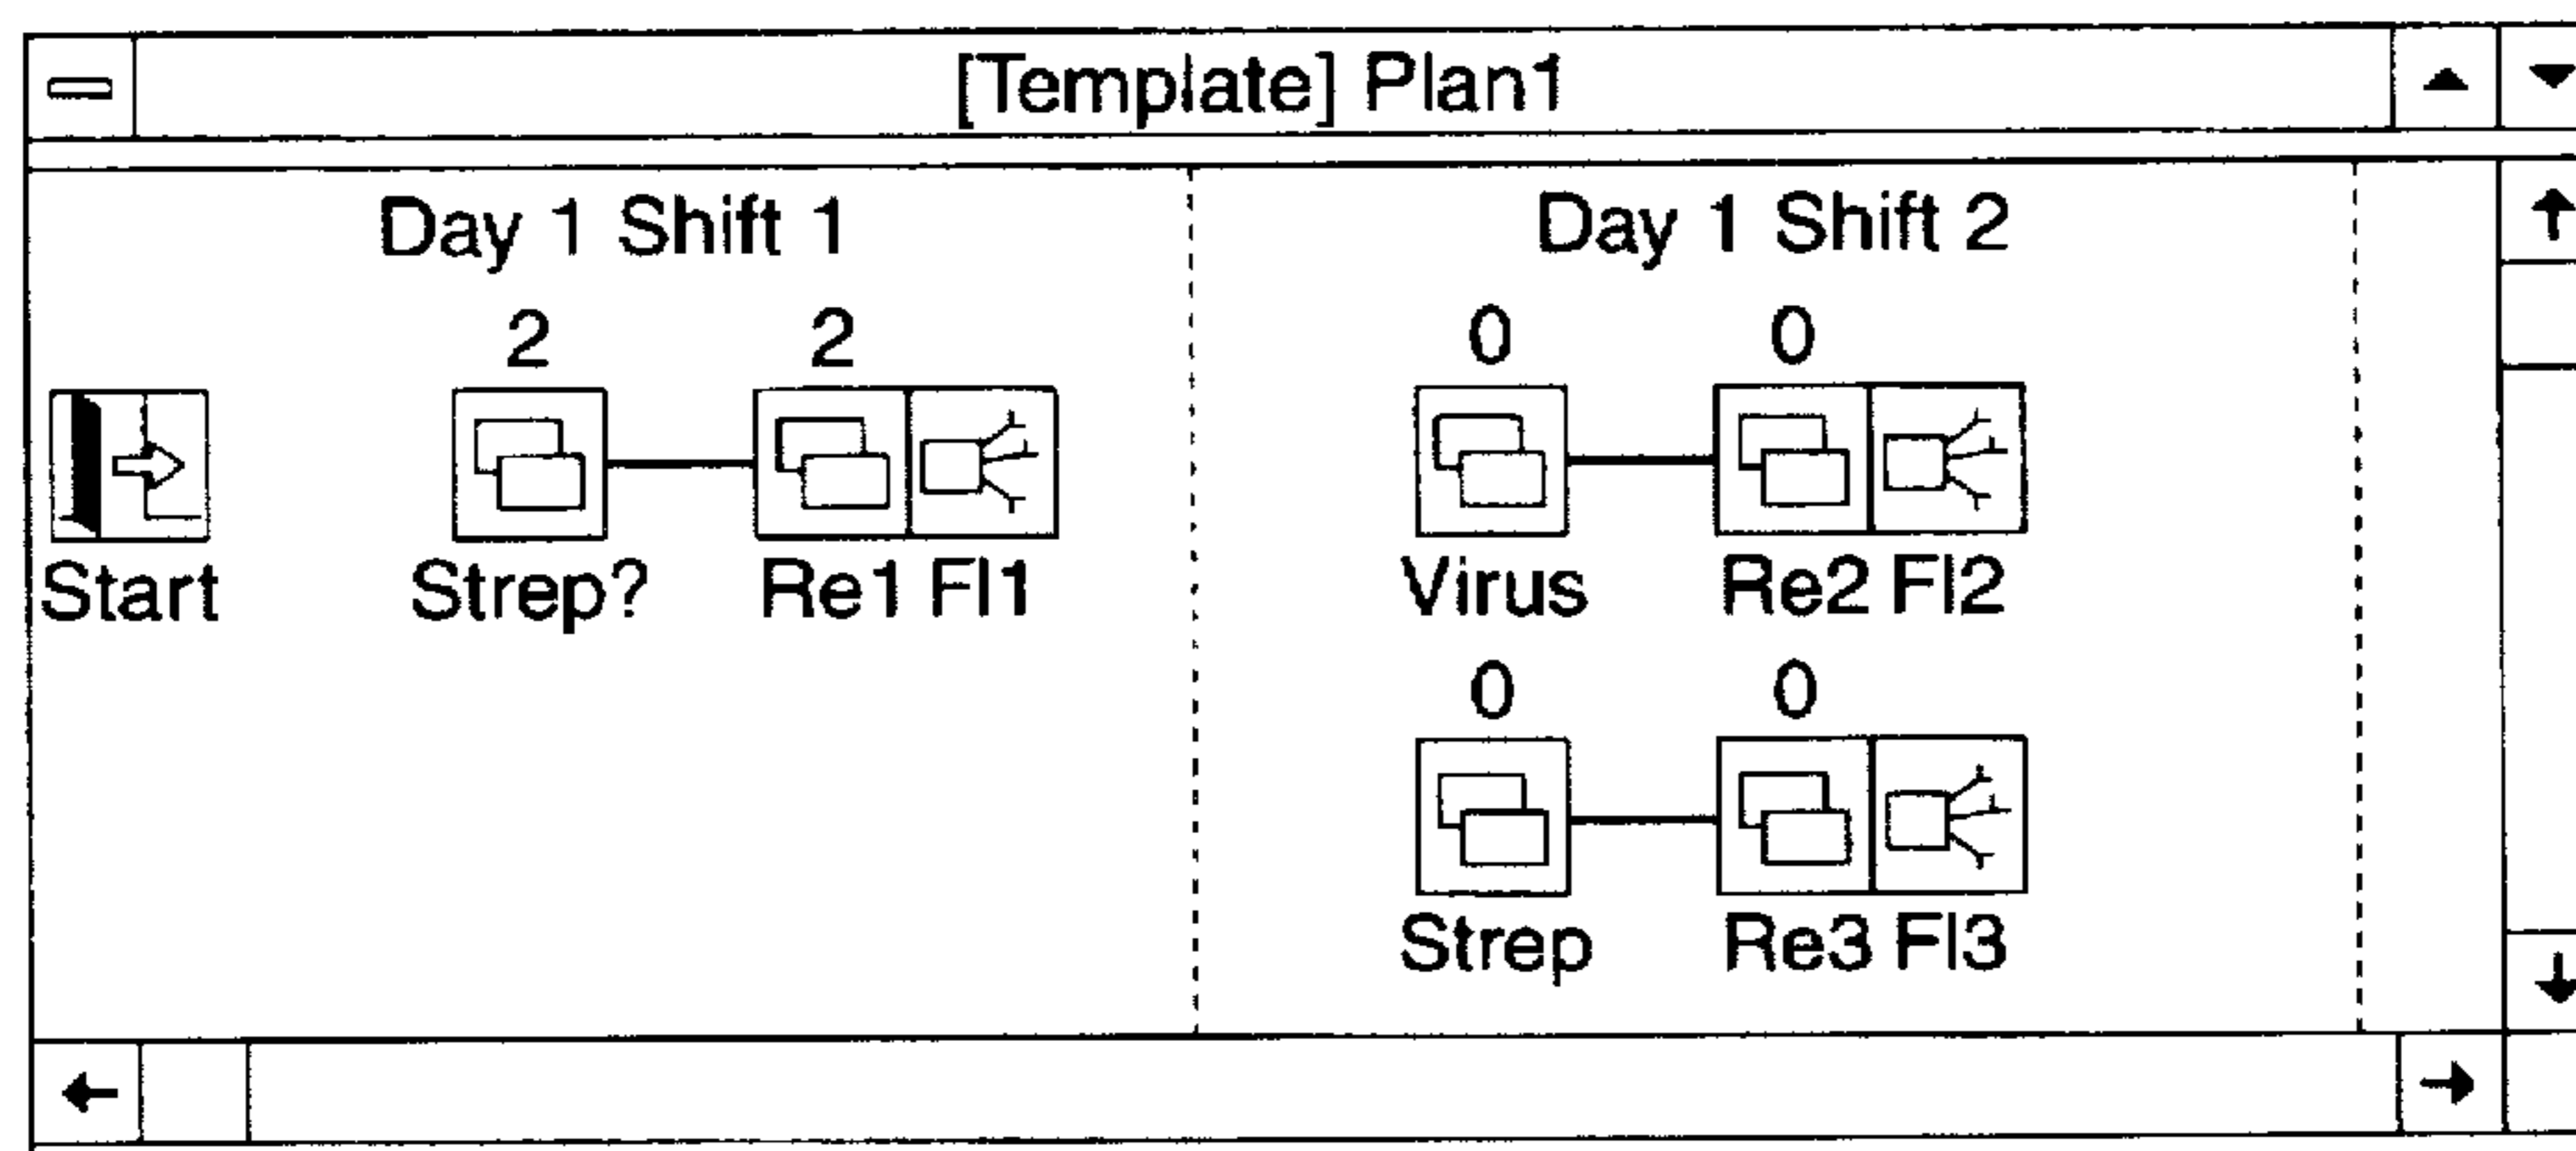 [Template] Plan1
Day 1 Shift 1
Day 1 Shift 2
2 2
0 0
Start
Strep?
Re1 Fl1
Virus
Re2 Fl2
0 0
Strep
Re3 Fl3